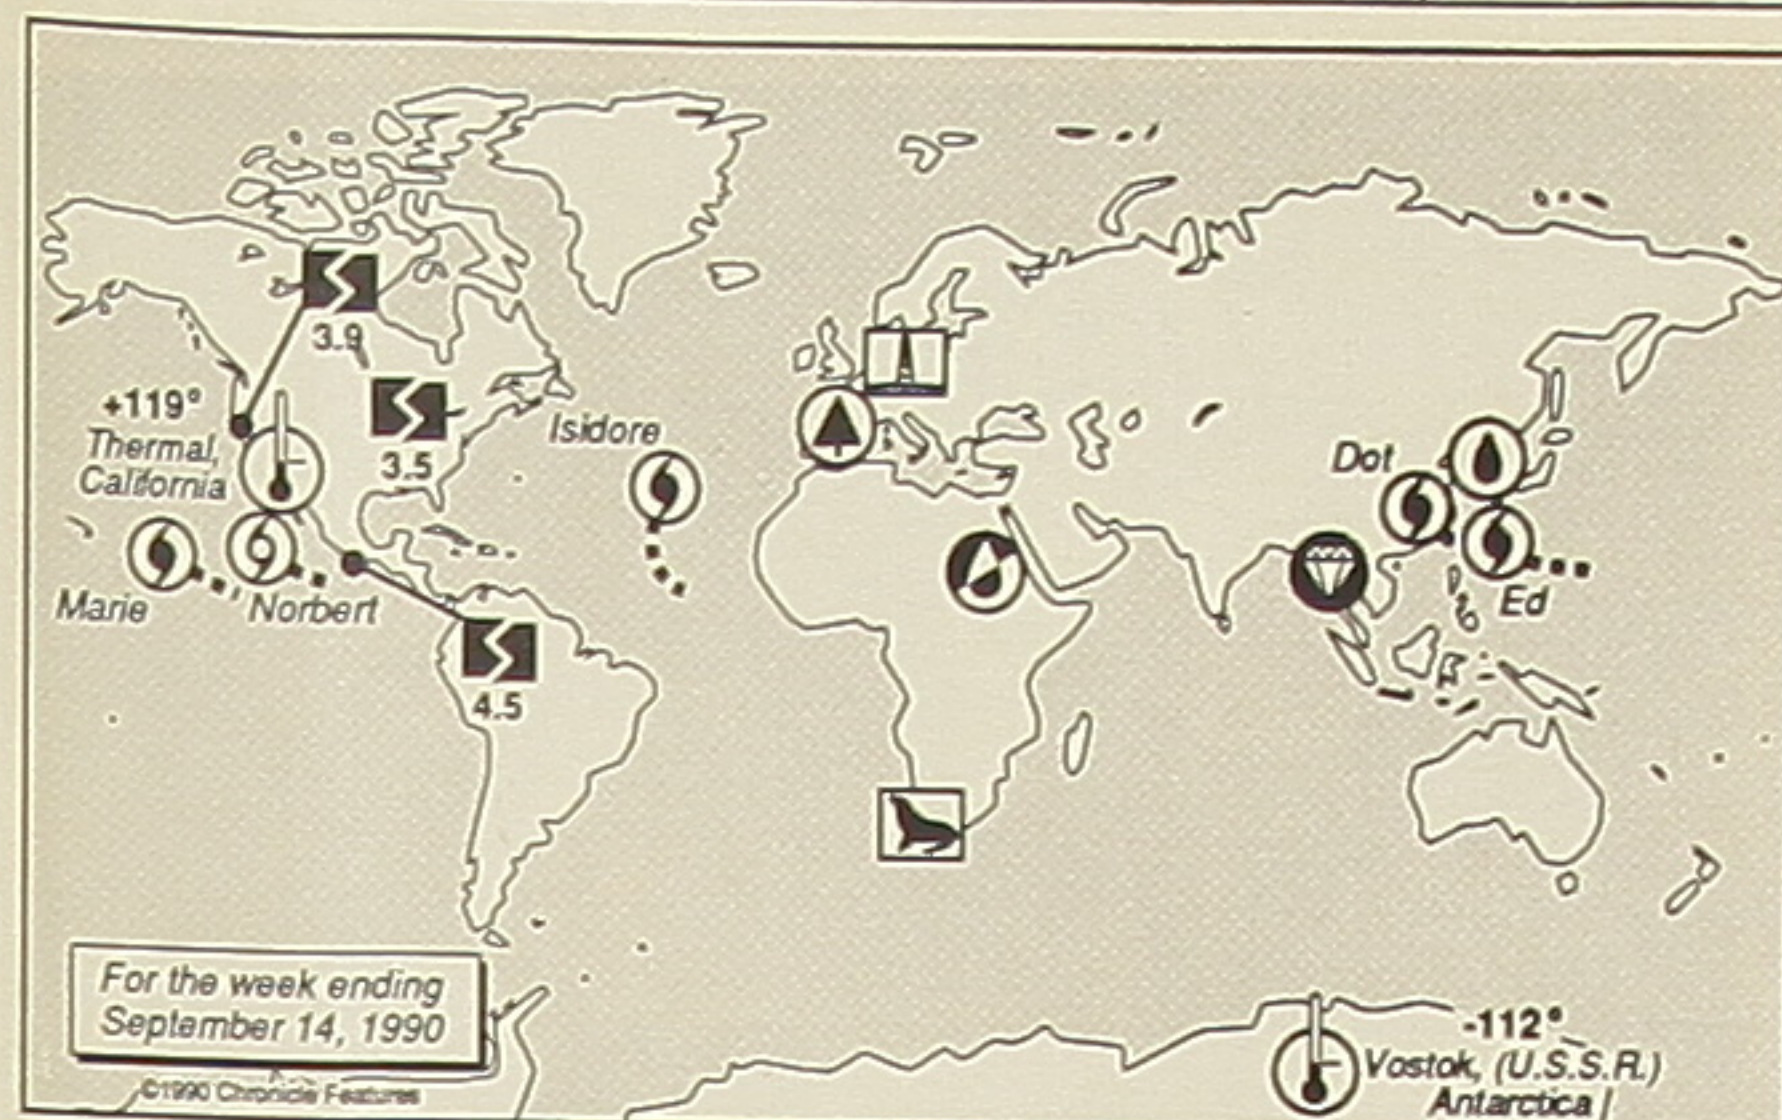 3.9
+119°
Thermal,
California
3.5
Isidore
Marie
Norbert
4.5
Dot
Ed
For the week ending
September 14, 1990
©1990 Chronicle Features
-112°
Vostok, (U.S.S.R.)
Antarctica